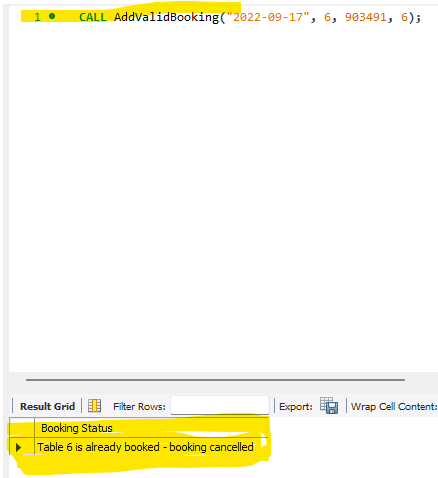 1 CALL AddValidBooking("2022-09-17", 6, 903491, 6);
Result Grid Filter Rows: Export: Wrap Cell Content:
Booking Status
Table 6 is already booked - booking cancelled